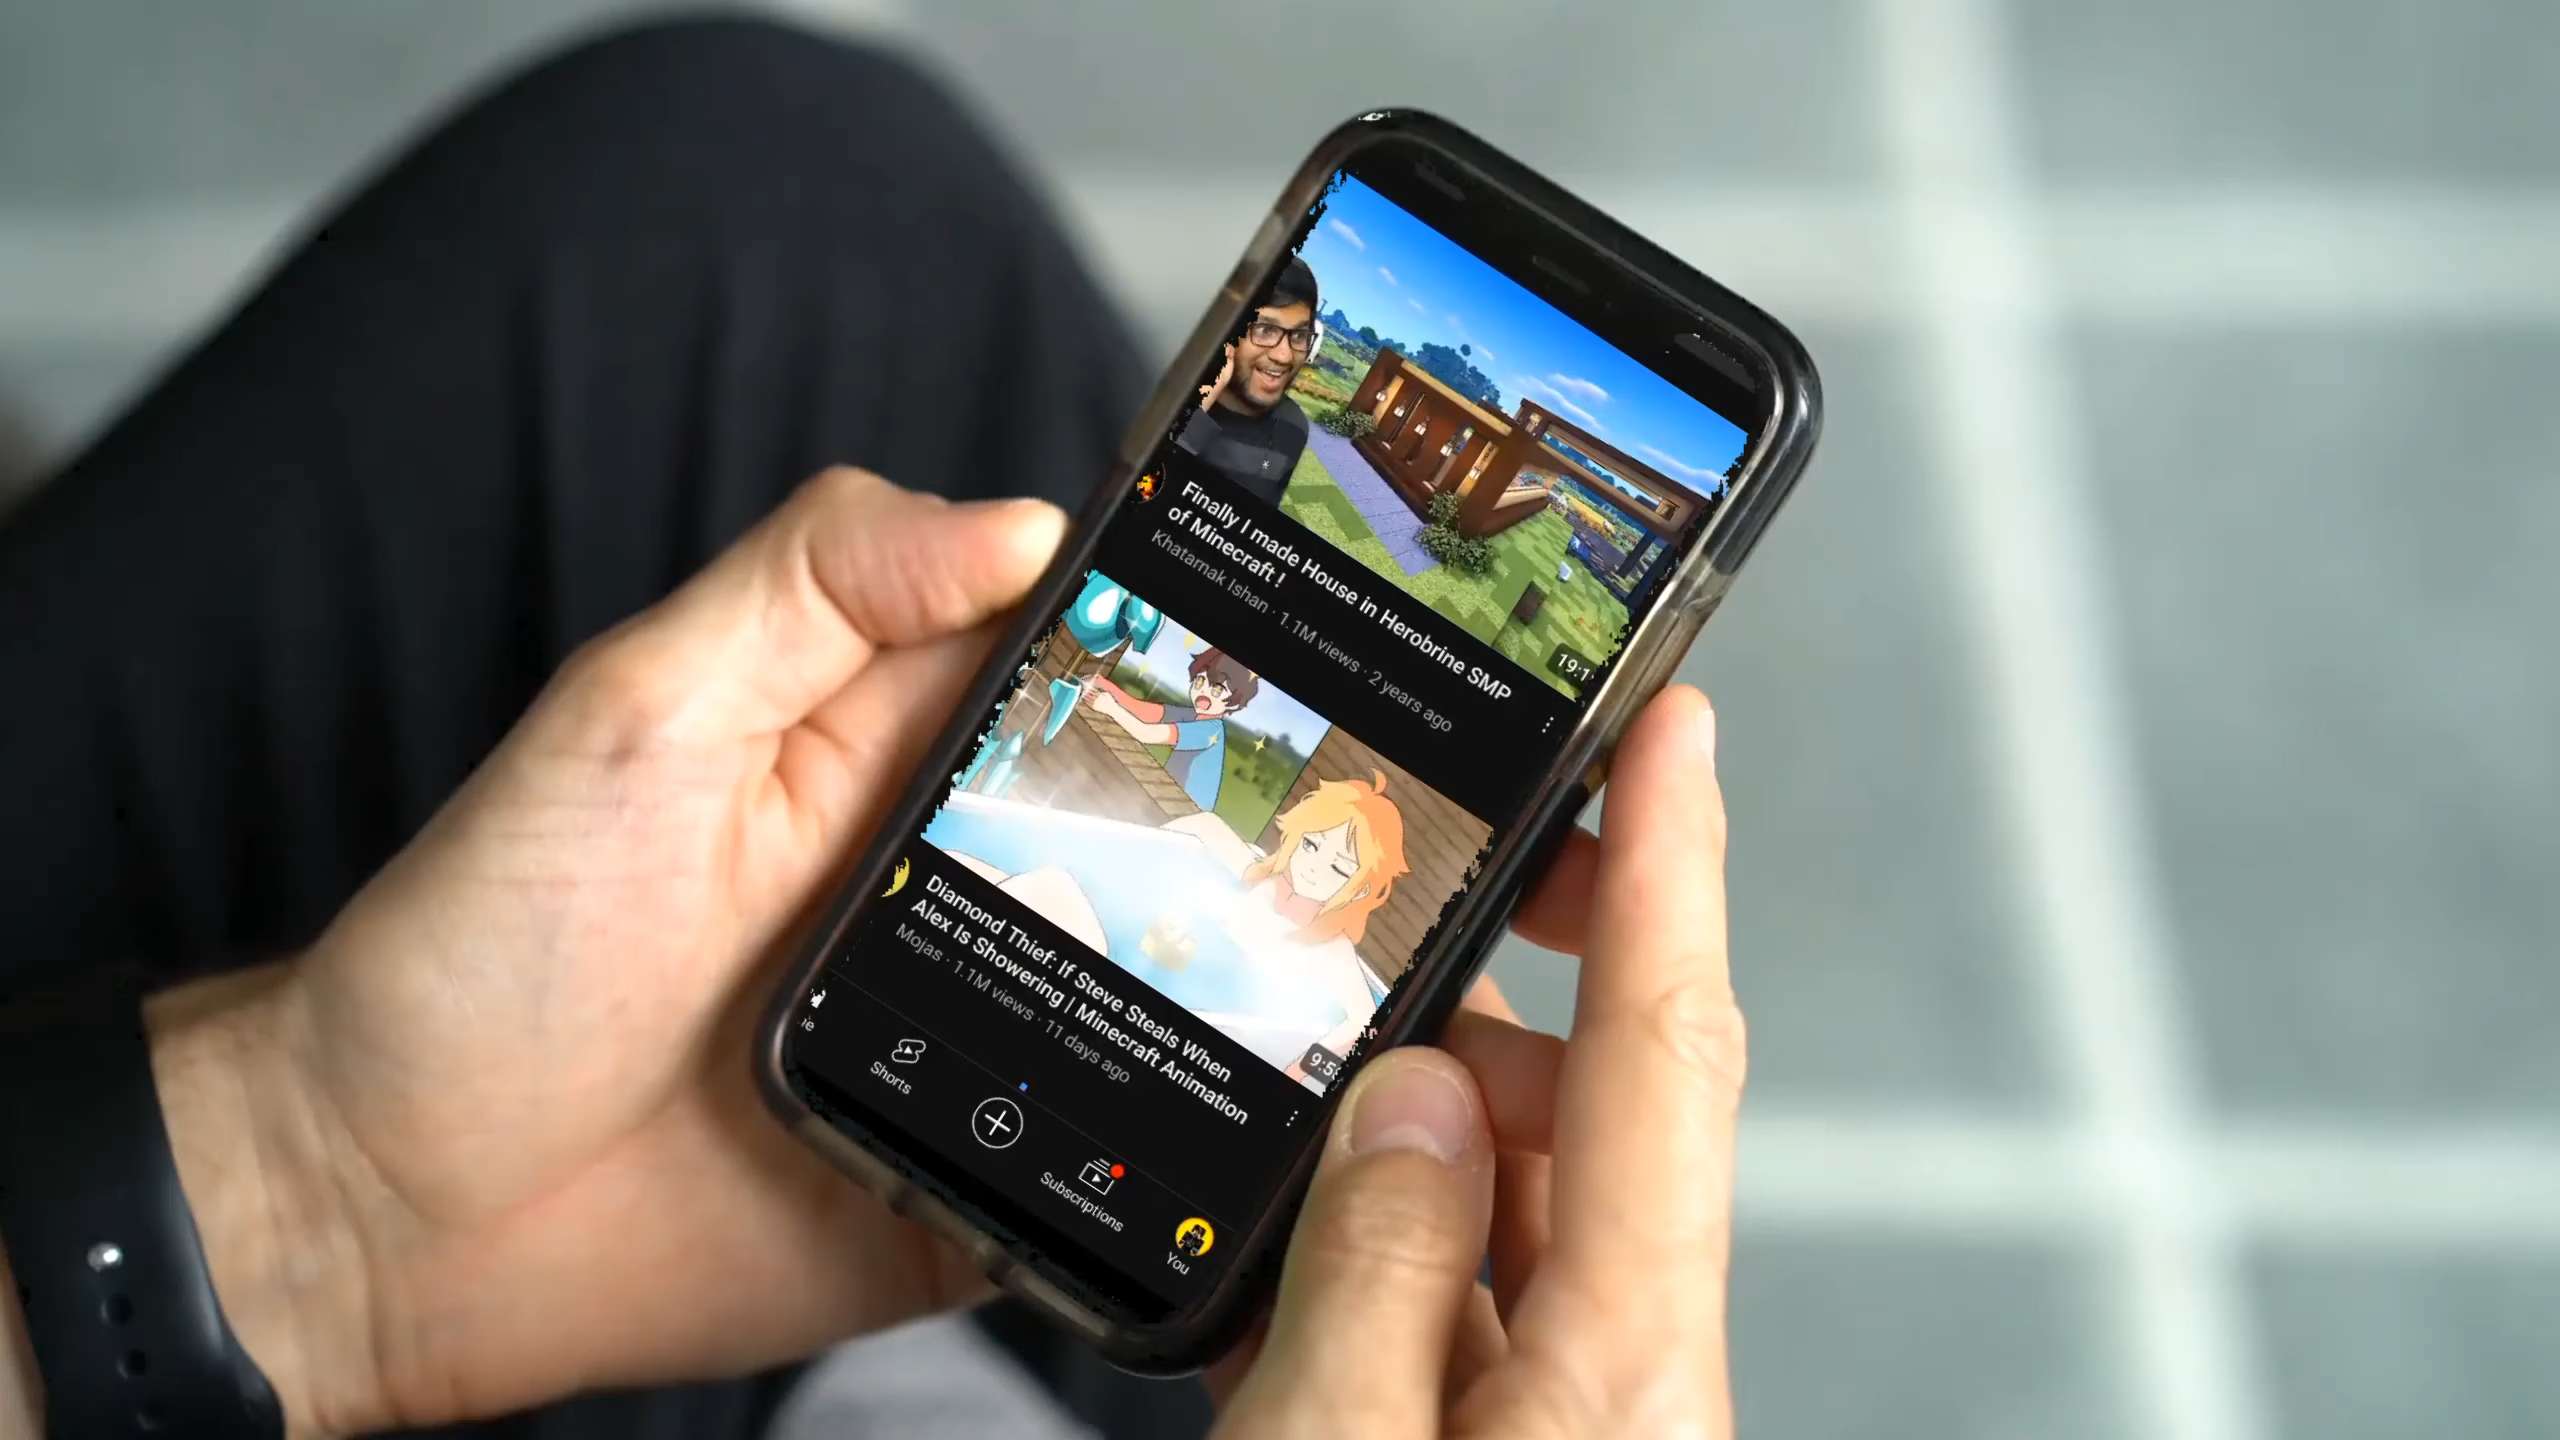 Finally I made House in Herobrine SMP
of Minecraft !
Khatarnak Ishan · 1.1M views · 2 years ago
Diamond Thief: If Steve Steals When
Alex Is Showering | Minecraft Animation
Mojas · 1.1M views · 11 days ago
Shorts
Subscriptions
You